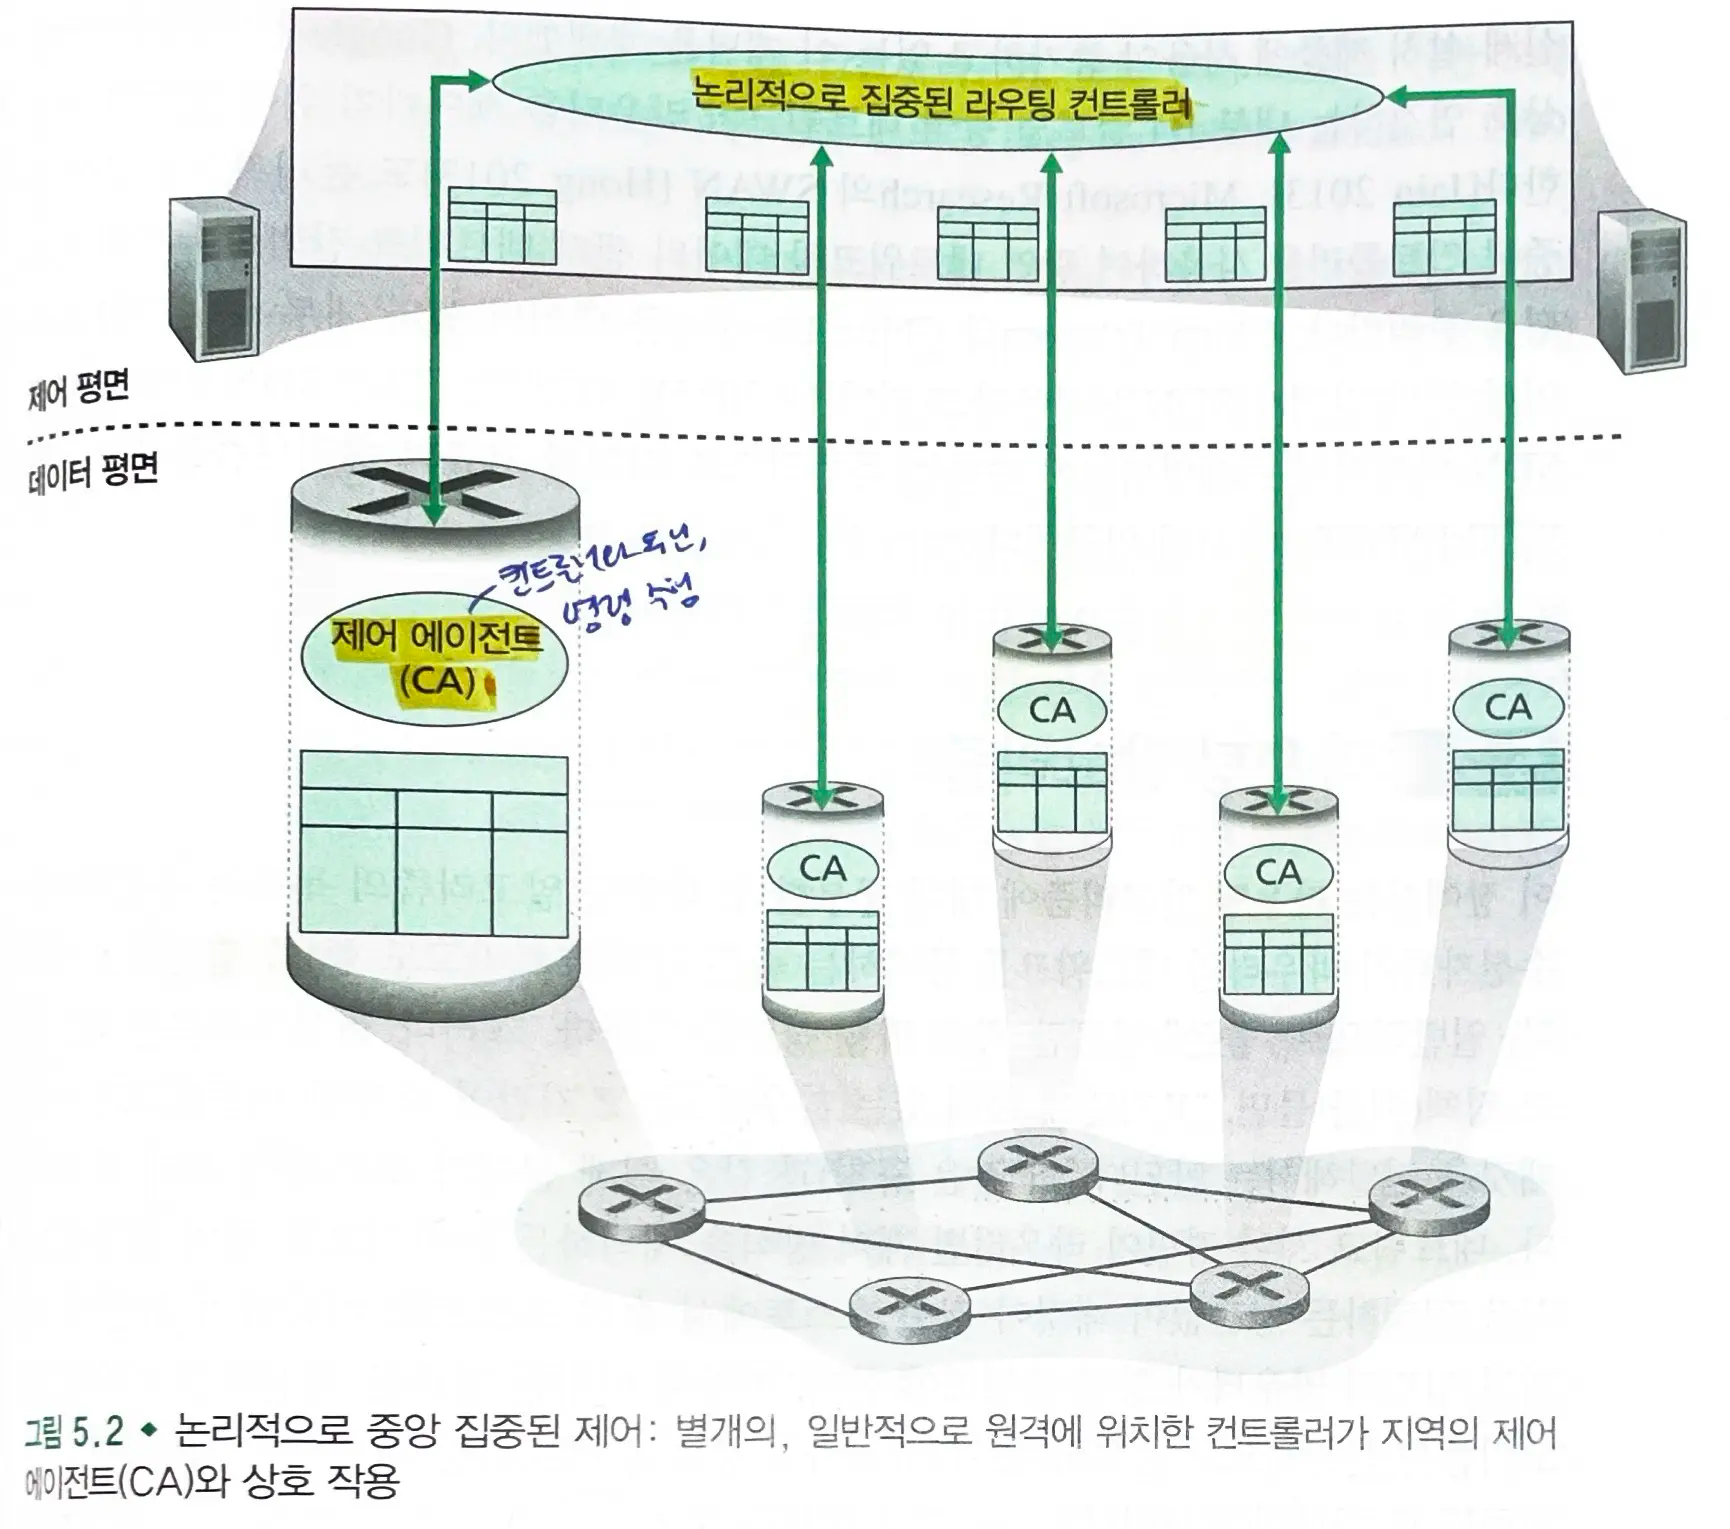 논리적으로 집중된 라우팅 컨트롤러
제어 평면
데이터 평면
컨트롤러와 통신,
명령 수행
제어 에이전트
(CA)
CA
CA
CA
CA
그림 5.2 ◆ 논리적으로 중앙 집중된 제어: 별개의, 일반적으로 원격에 위치한 컨트롤러가 지역의 제어
에이전트(CA)와 상호 작용